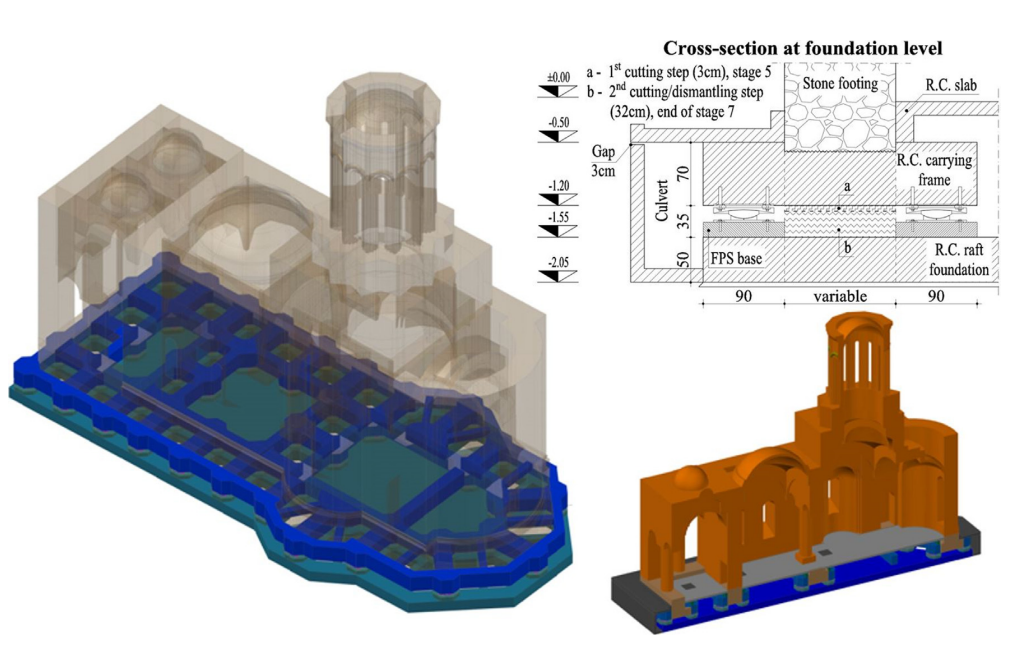 Cross-section at foundation level
a - 1st cutting step (3cm), stage 5
b - 2nd cutting/dismantling step
(32cm), end of stage 7
±0.00
-0.50
-1.20
-1.55
-2.05
Stone footing
R.C. slab
Gap
3cm
R.C. carrying
frame
Culvert
70
35
50
a
b
FPS base
R.C. raft
foundation
90
variable
90